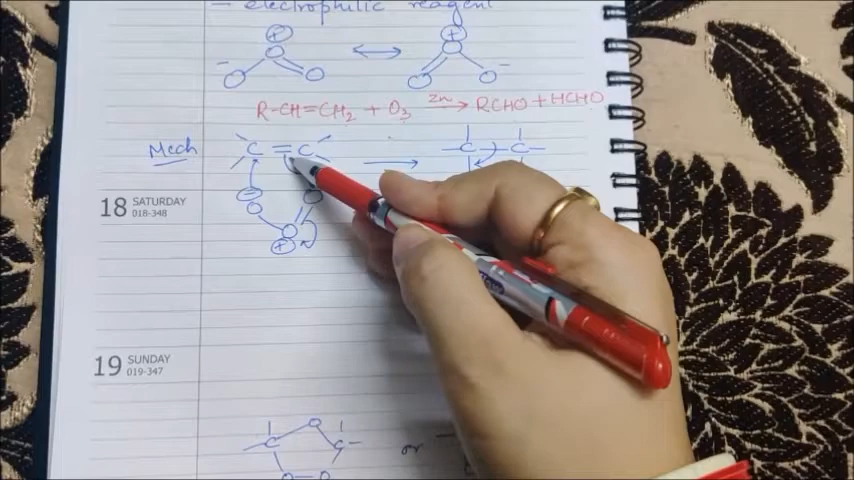 – electrophilic reagent
+ +
– –
R-CH=CH₂ + O₃ Zn→ RCHO + HCHO
Mech C = C → C C
18 SATURDAY
018-348
–
+
19 SUNDAY
019-347
C C or
O O